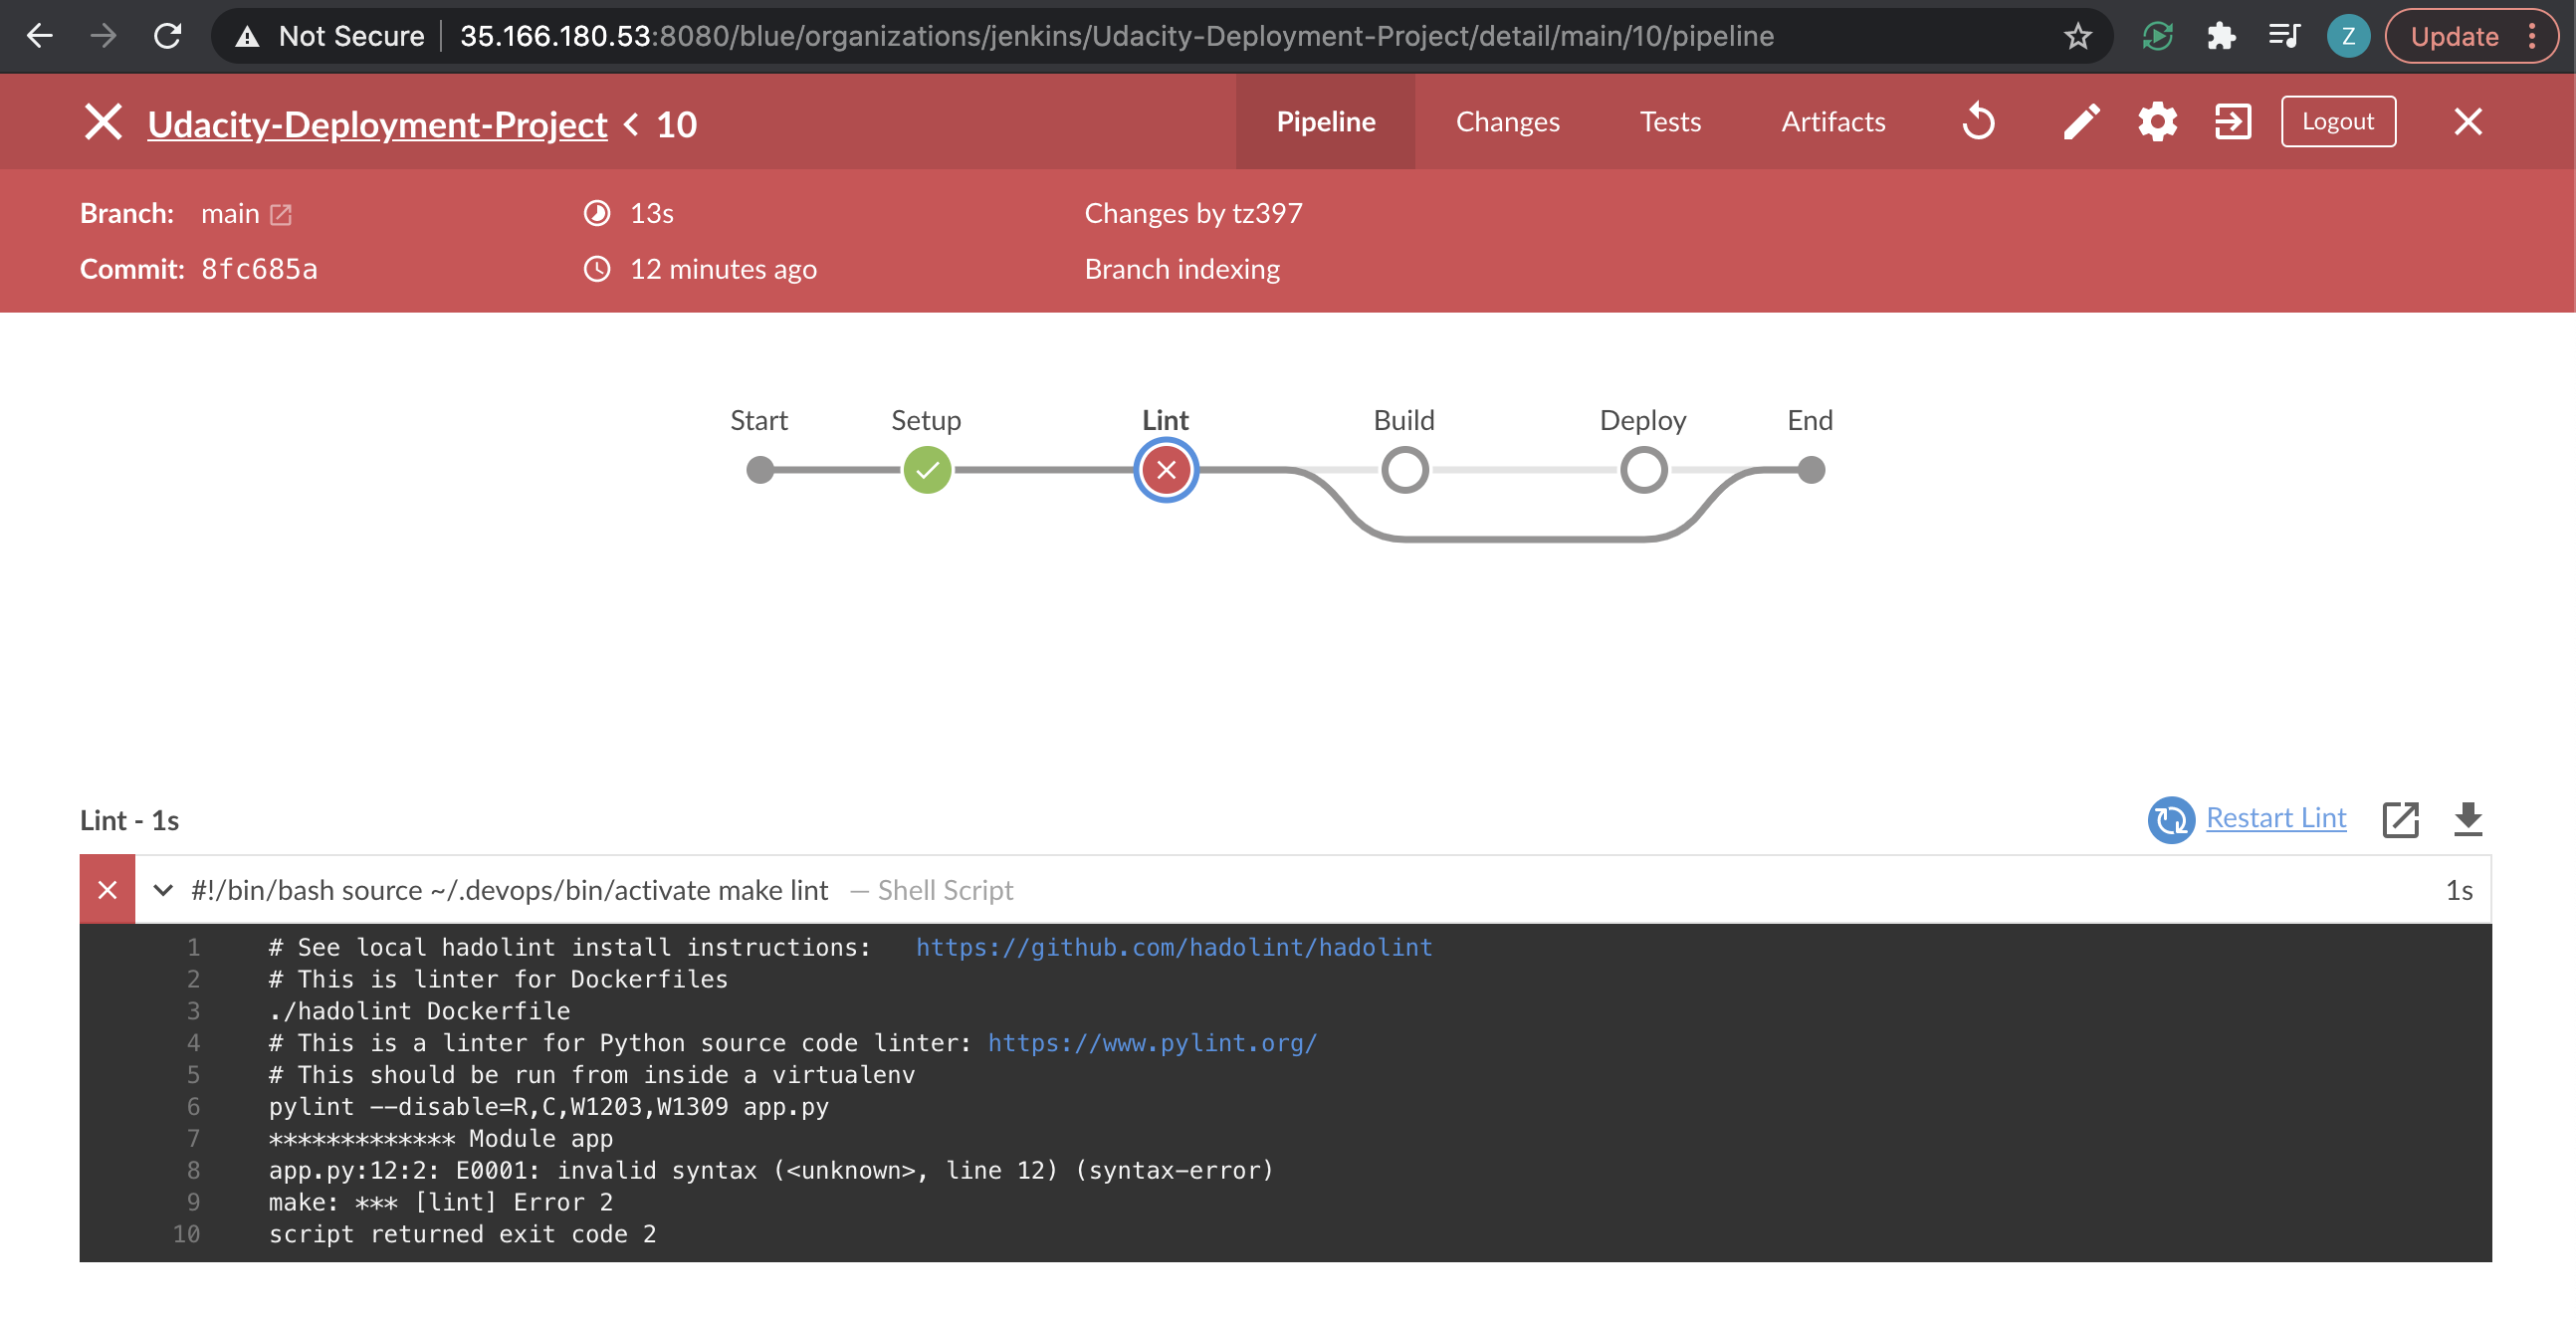 Not Secure 35.166.180.53:8080/blue/organizations/jenkins/Udacity-Deployment-Project/detail/main/10/pipeline Z Update
Udacity-Deployment-Project < 10 Pipeline Changes Tests Artifacts Logout
Branch: main 13s Changes by tz397
Commit: 8fc685a 12 minutes ago Branch indexing
Start Setup Lint Build Deploy End
Lint - 1s Restart Lint
#!/bin/bash source ~/.devops/bin/activate make lint — Shell Script 1s
1 # See local hadolint install instructions: https://github.com/hadolint/hadolint
2 # This is linter for Dockerfiles
3 ./hadolint Dockerfile
4 # This is a linter for Python source code linter: https://www.pylint.org/
5 # This should be run from inside a virtualenv
6 pylint --disable=R,C,W1203,W1309 app.py
7 ************* Module app
8 app.py:12:2: E0001: invalid syntax (<unknown>, line 12) (syntax-error)
9 make: *** [lint] Error 2
10 script returned exit code 2